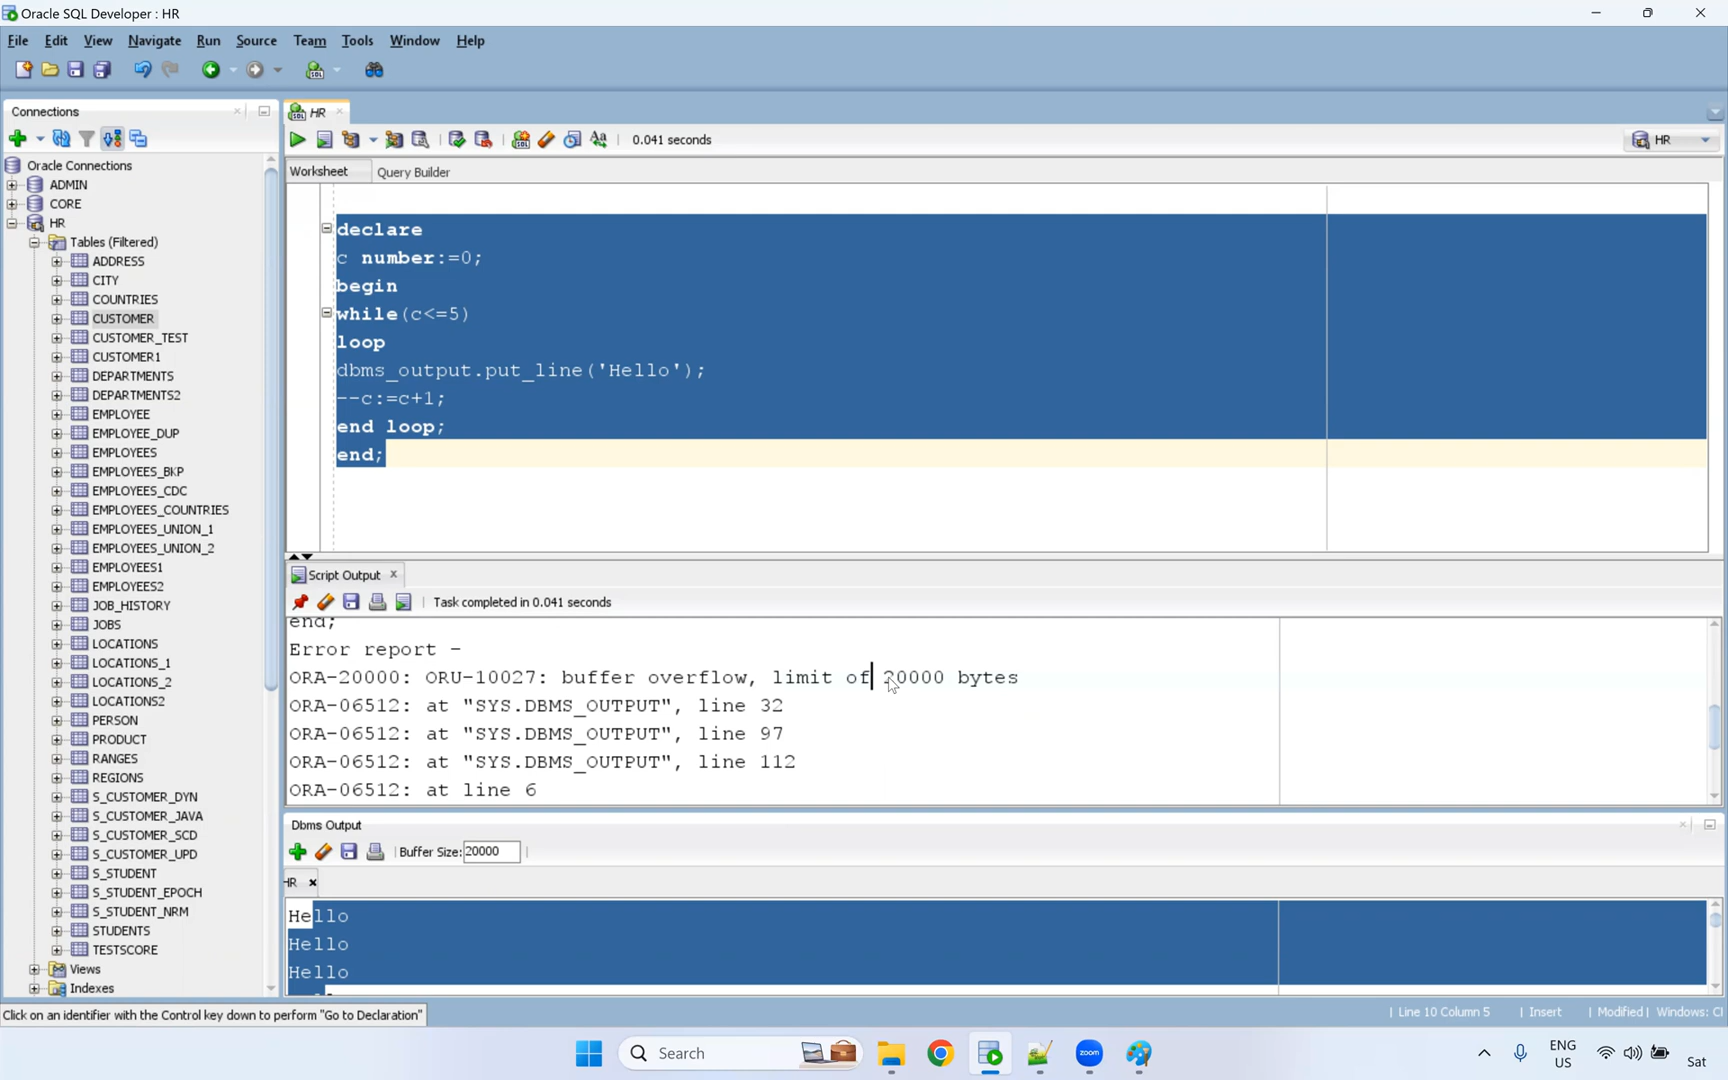 Oracle SQL Developer : HR
File Edit View Navigate Run Source Team Tools Window Help
Connections
HR
0.041 seconds
HR
Worksheet Query Builder
Oracle Connections
ADMIN
CORE
HR
Tables (Filtered)
ADDRESS
CITY
COUNTRIES
CUSTOMER
CUSTOMER_TEST
CUSTOMER1
DEPARTMENTS
DEPARTMENTS2
EMPLOYEE
EMPLOYEE_DUP
EMPLOYEES
EMPLOYEES_BKP
EMPLOYEES_CDC
EMPLOYEES_COUNTRIES
EMPLOYEES_UNION_1
EMPLOYEES_UNION_2
EMPLOYEES1
EMPLOYEES2
JOB_HISTORY
JOBS
LOCATIONS
LOCATIONS_1
LOCATIONS_2
LOCATIONS2
PERSON
PRODUCT
RANGES
REGIONS
S_CUSTOMER_DYN
S_CUSTOMER_JAVA
S_CUSTOMER_SCD
S_CUSTOMER_UPD
S_STUDENT
S_STUDENT_EPOCH
S_STUDENT_NRM
STUDENTS
TESTSCORE
Views
Indexes
declare
c number:=0;
begin
while(c<=5)
loop
dbms_output.put_line('Hello');
--c:=c+1;
end loop;
end;
Script Output
Task completed in 0.041 seconds
end;
Error report -
ORA-20000: ORU-10027: buffer overflow, limit of 20000 bytes
ORA-06512: at "SYS.DBMS_OUTPUT", line 32
ORA-06512: at "SYS.DBMS_OUTPUT", line 97
ORA-06512: at "SYS.DBMS_OUTPUT", line 112
ORA-06512: at line 6
Dbms Output
Buffer Size: 20000
HR
Hello
Hello
Hello
Click on an identifier with the Control key down to perform "Go to Declaration"
Line 10 Column 5 Insert Modified Windows: C
Search
zoom
ENG
US
Sat